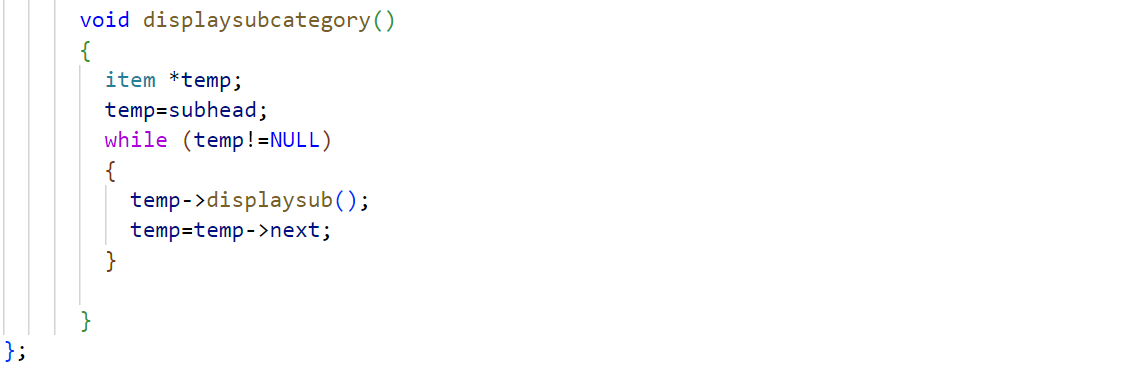 void displaysubcategory()
{
item *temp;
temp=subhead;
while (temp!=NULL)
{
temp->displaysub();
temp=temp->next;
}
}
};